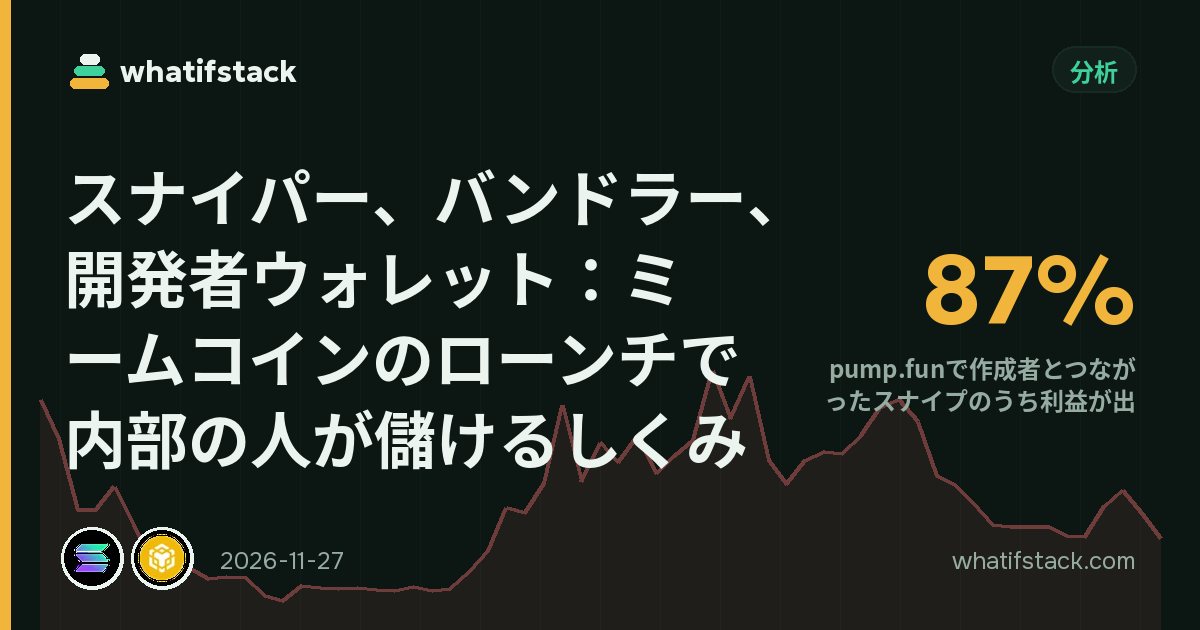 whatifstack
分析
スナイパー、バンドラー、
開発者ウォレット：ミ
ームコインのローンチで
内部の人が儲けるしくみ
87%
pump.funで作成者とつなが
ったスナイプのうち利益が出
2026-11-27
whatifstack.com